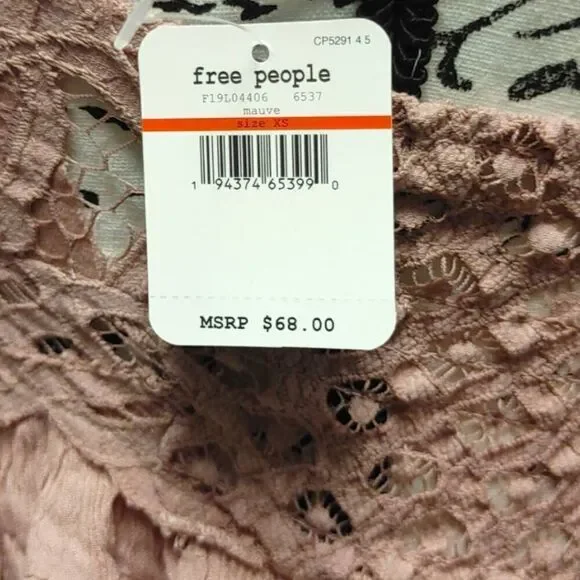 CP5291 4 5
free people
F19L04406 6537
mauve
size XS
1 94374 65399 0
MSRP $68.00